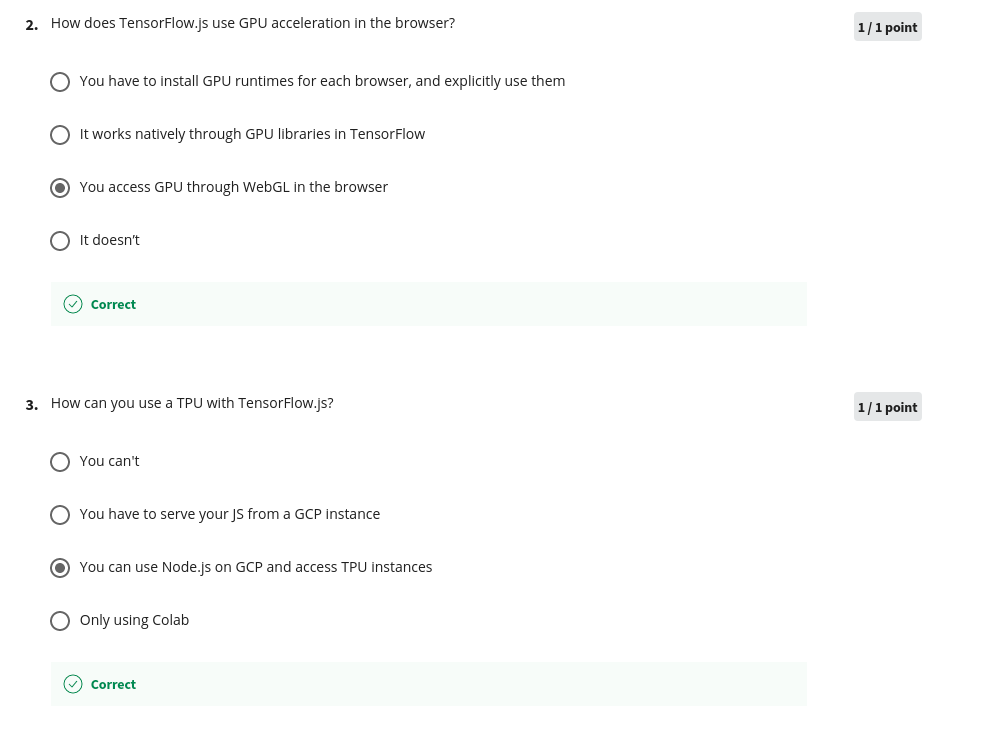 2. How does TensorFlow.js use GPU acceleration in the browser? 1 / 1 point
You have to install GPU runtimes for each browser, and explicitly use them
It works natively through GPU libraries in TensorFlow
You access GPU through WebGL in the browser
It doesn’t
Correct
3. How can you use a TPU with TensorFlow.js? 1 / 1 point
You can't
You have to serve your JS from a GCP instance
You can use Node.js on GCP and access TPU instances
Only using Colab
Correct